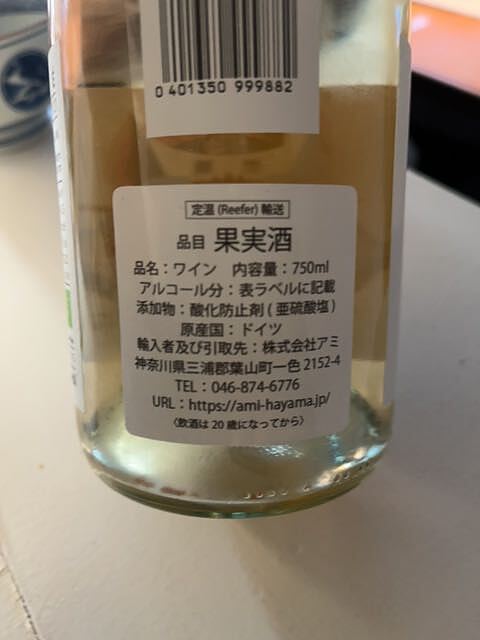 0 401350 999882
定温 (Reefer) 輸送
品目 果実酒
品名：ワイン 内容量：750ml
アルコール分：表ラベルに記載
添加物：酸化防止剤 ( 亜硫酸塩 )
原産国：ドイツ
輸入者及び引取先：株式会社アミ
神奈川県三浦郡葉山町一色 2152-4
TEL：046-874-6776
URL：https://ami-hayama.jp/
〈飲酒は 20 歳になってから〉